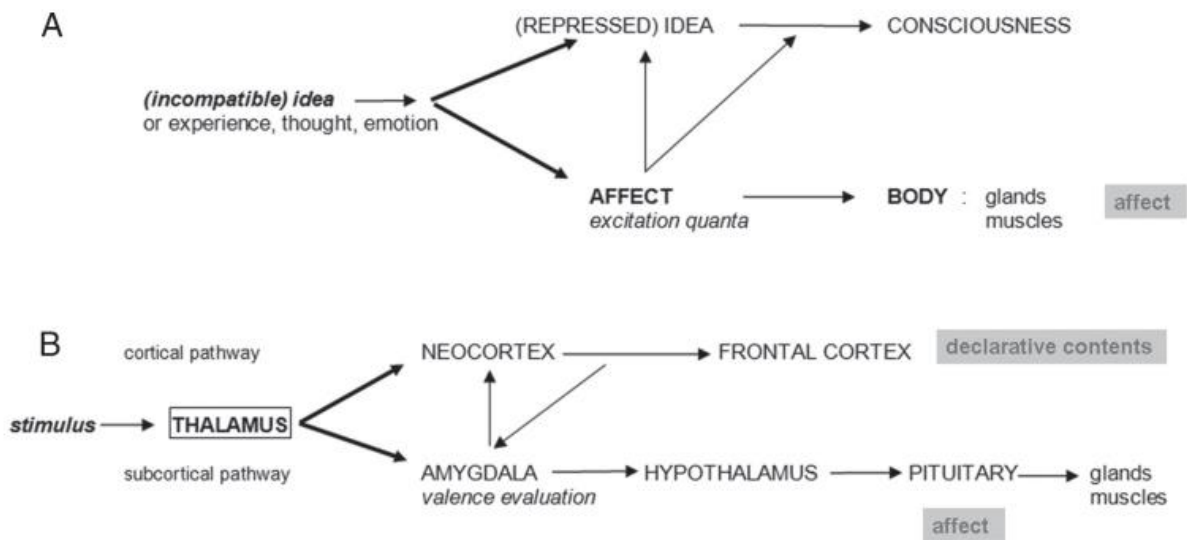 A
(REPRESSED) IDEA
CONSCIOUSNESS
(incompatible) idea
or experience, thought, emotion
AFFECT
excitation quanta
BODY : glands
muscles
affect
B
cortical pathway
NEOCORTEX
FRONTAL CORTEX
declarative contents
stimulus
THALAMUS
subcortical pathway
AMYGDALA
valence evaluation
HYPOTHALAMUS
PITUITARY
glands
muscles
affect